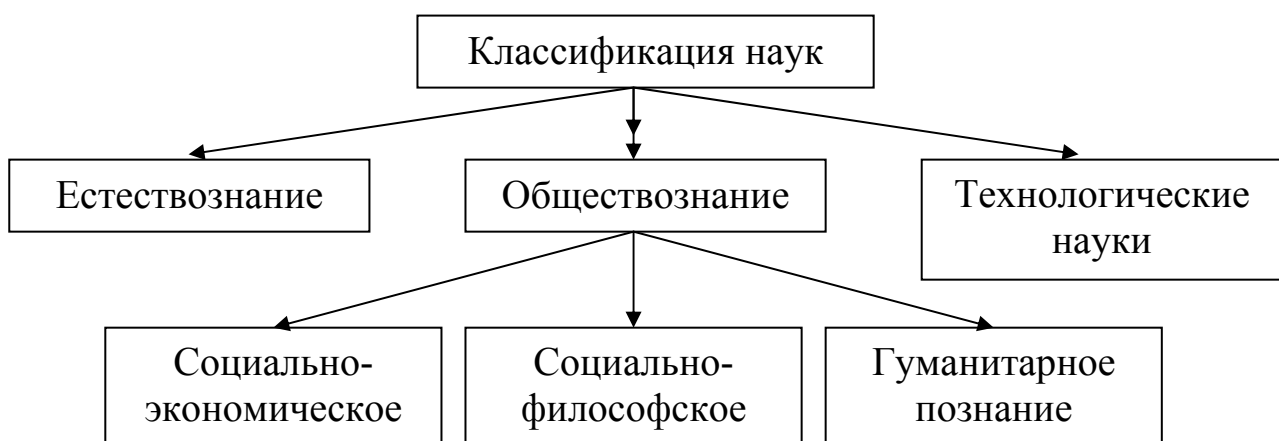 Классификация наук
Естествознание
Обществознание
Технологические
науки
Социально-
экономическое
Социально-
философское
Гуманитарное
познание